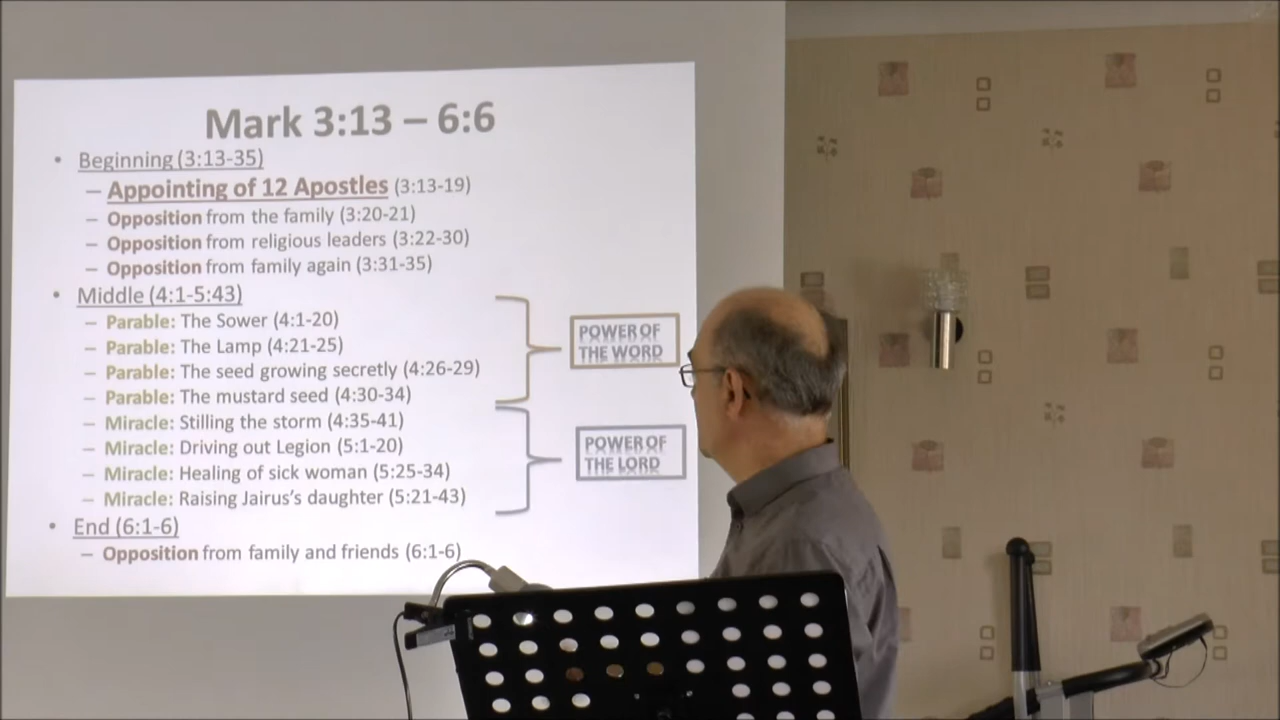 Mark 3:13 – 6:6
• Beginning (3:13-35)
– Appointing of 12 Apostles (3:13-19)
– Opposition from the family (3:20-21)
– Opposition from religious leaders (3:22-30)
– Opposition from family again (3:31-35)
• Middle (4:1-5:43)
– Parable: The Sower (4:1-20)
– Parable: The Lamp (4:21-25)
– Parable: The seed growing secretly (4:26-29)
– Parable: The mustard seed (4:30-34)
POWER OF
THE WORD
– Miracle: Stilling the storm (4:35-41)
– Miracle: Driving out Legion (5:1-20)
– Miracle: Healing of sick woman (5:25-34)
– Miracle: Raising Jairus's daughter (5:21-43)
POWER OF
THE LORD
• End (6:1-6)
– Opposition from family and friends (6:1-6)